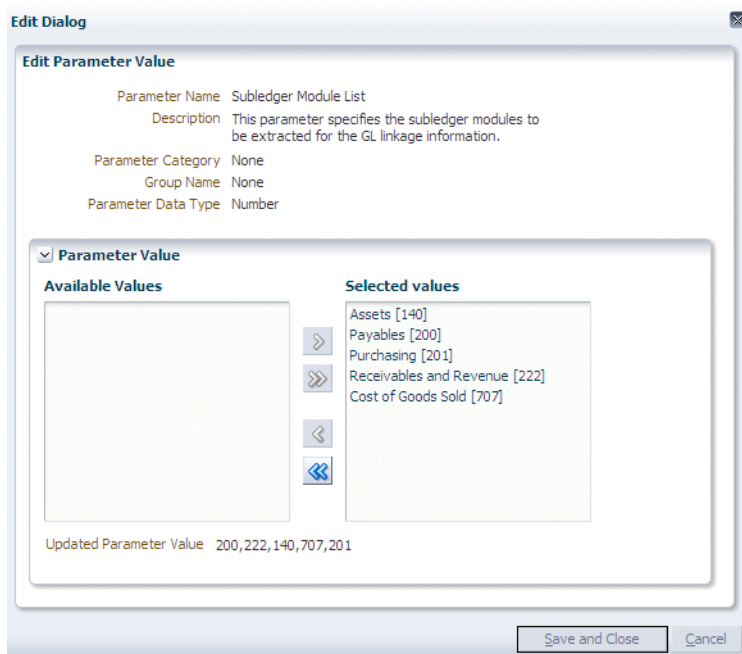 Edit Dialog
Edit Parameter Value
Parameter Name Subledger Module List
Description This parameter specifies the subledger modules to
be extracted for the GL linkage information.
Parameter Category None
Group Name None
Parameter Data Type Number
Parameter Value
Available Values
Selected values
Assets [140]
Payables [200]
Purchasing [201]
Receivables and Revenue [222]
Cost of Goods Sold [707]
Updated Parameter Value 200,222,140,707,201
Save and Close Cancel